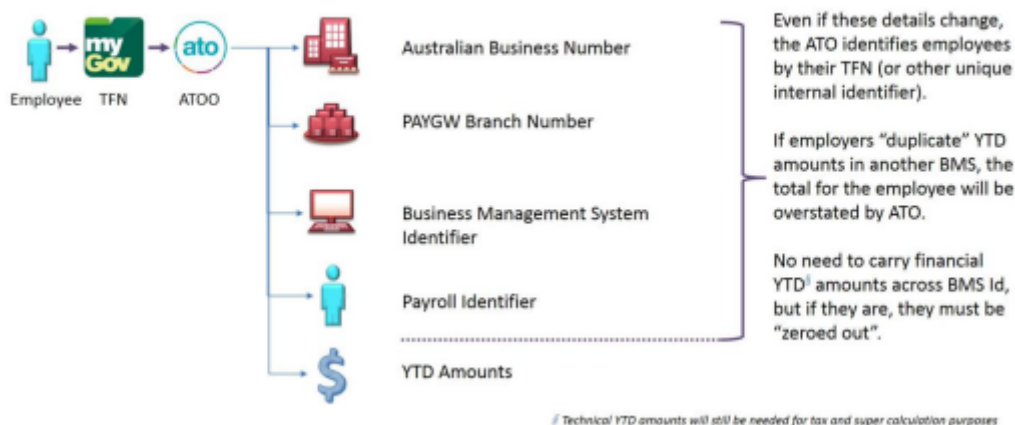 my
Gov
ato
Employee
TFN
ATOO
Australian Business Number
PAYGW Branch Number
Business Management System
Identifier
Payroll Identifier
YTD Amounts
Even if these details change,
the ATO identifies employees
by their TFN (or other unique
internal identifier).
If employers “duplicate” YTD
amounts in another BMS, the
total for the employee will be
overstated by ATO.
No need to carry financial
YTD§ amounts across BMS Id,
but if they are, they must be
“zeroed out”.
§ Technical YTD amounts will still be needed for tax and super calculation purposes